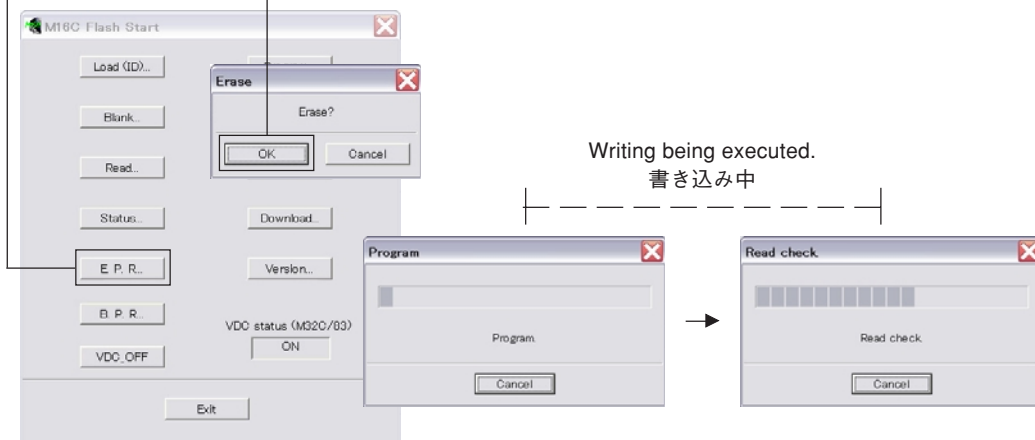 M16C Flash Start
Load (ID)...
Blank...
Read...
Status...
E. P. R...
B. P. R...
VDC_OFF
Download...
Version...
VDC status (M32C/83)
ON
Exit
Erase
Erase?
OK
Cancel
Writing being executed.
書き込み中
Program
Program.
Cancel
Read check.
Read check.
Cancel